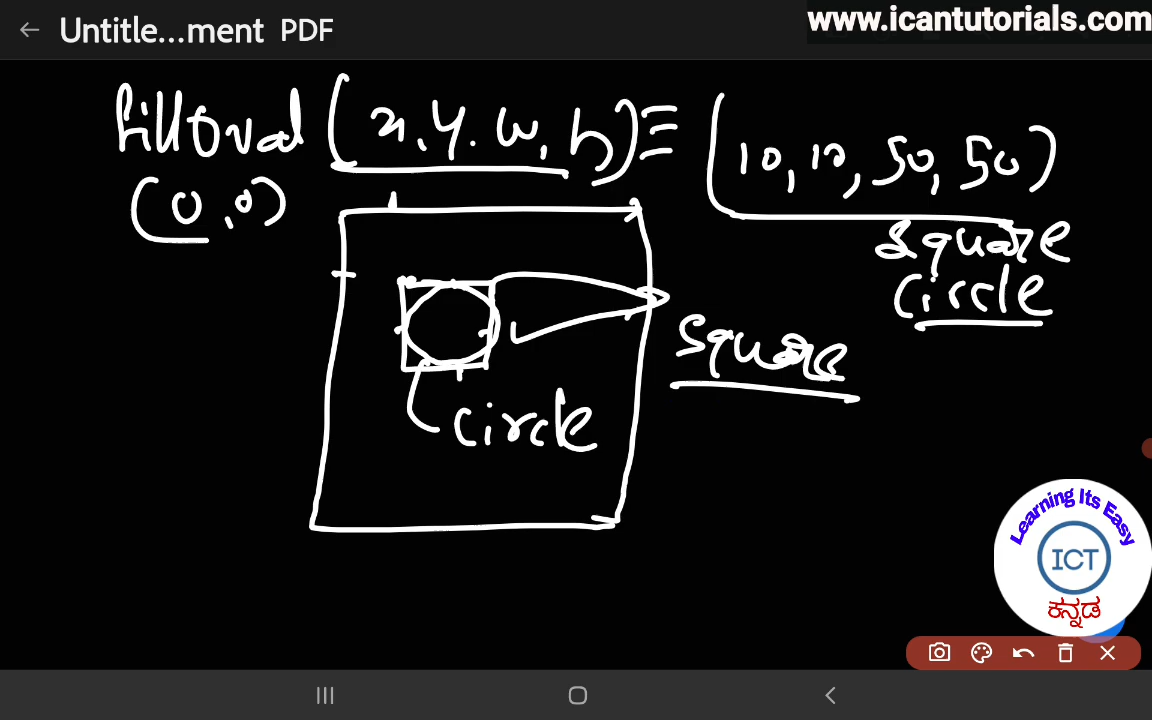 Untitle...ment PDF
www.icantutorials.com
fillOval (x, y, w, h) ≡ (10, 10, 50, 50)
(0,0)
square
circle
square
circle
Learning Its Easy
ICT
ಕನ್ನಡ